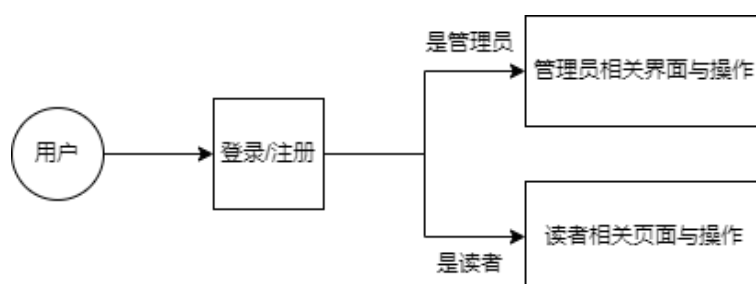 是管理员
管理员相关界面与操作
用户
登录/注册
读者相关页面与操作
是读者